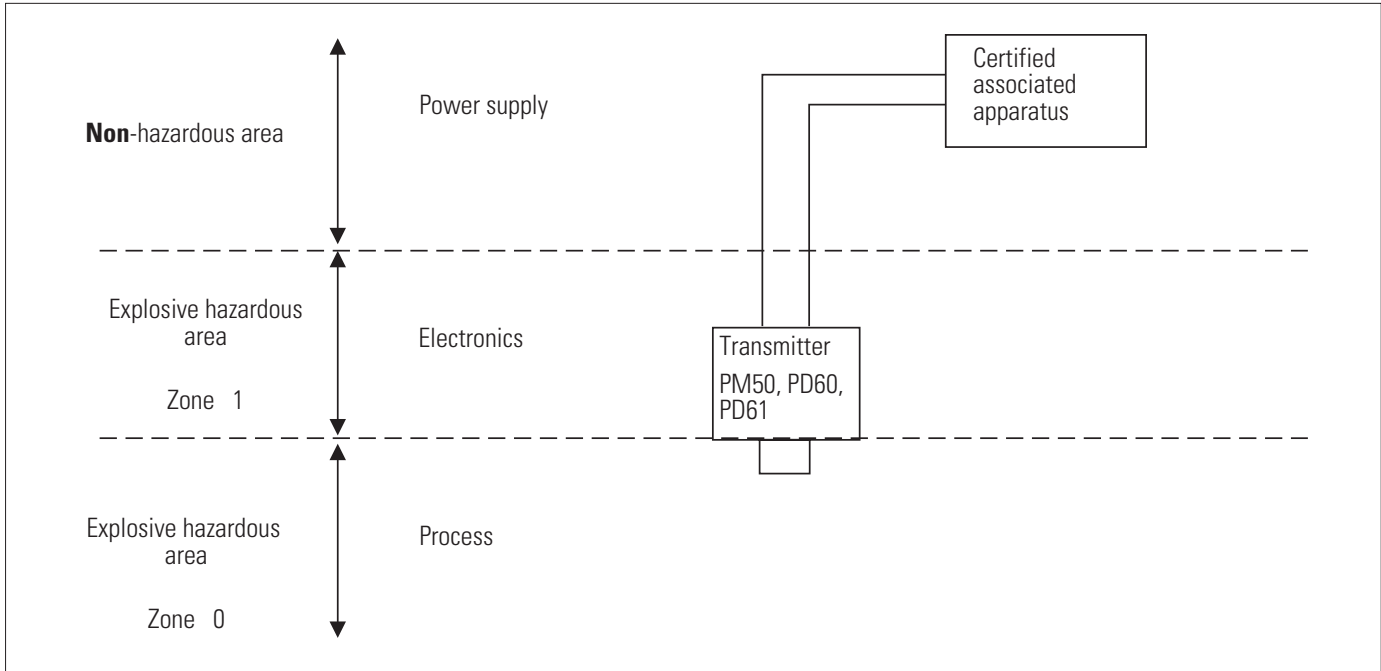 Non-hazardous area
Power supply
Certified
associated
apparatus
Explosive hazardous
area
Zone 1
Electronics
Transmitter
PM50, PD60,
PD61
Explosive hazardous
area
Zone 0
Process